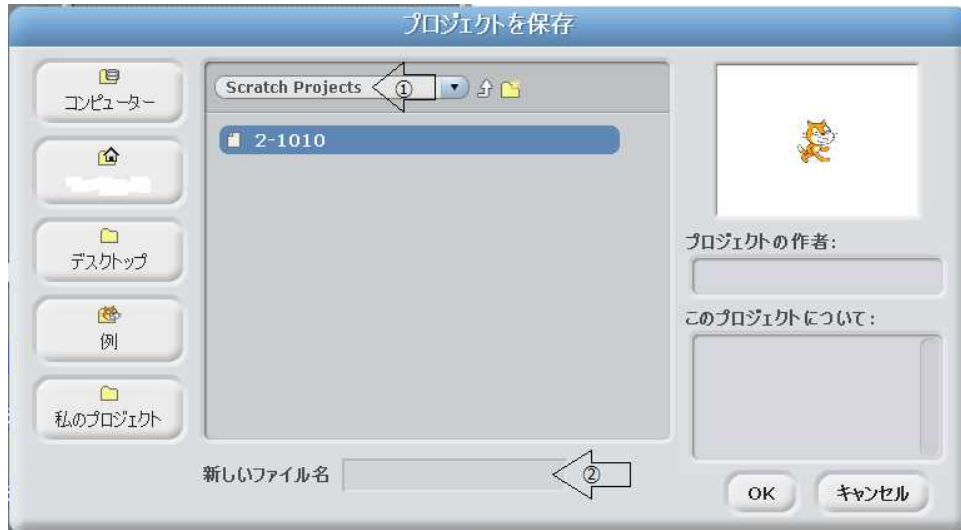 プロジェクトを保存
コンピューター
デスクトップ
例
私のプロジェクト
Scratch Projects
①
2-1010
新しいファイル名
②
プロジェクトの作者:
このプロジェクトについて:
OK
キャンセル